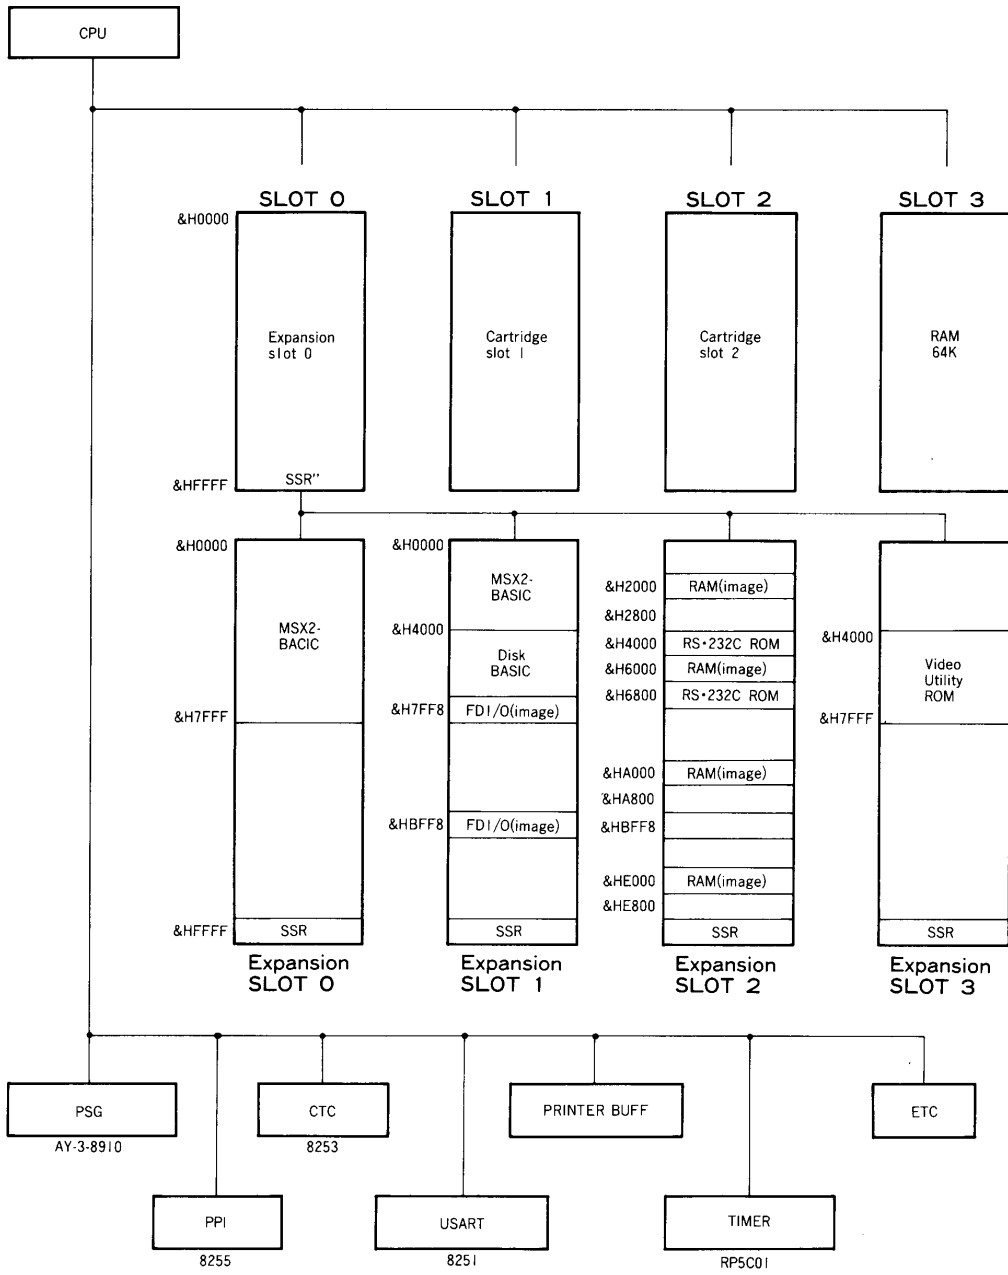 CPU
SLOT 0
SLOT 1
SLOT 2
SLOT 3
&H0000
Expansion
slot 0
Cartridge
slot 1
Cartridge
slot 2
RAM
64K
SSR''
&HFFFF
&H0000
MSX2-
BACIC
&H7FFF
&HFFFF
SSR
Expansion
SLOT 0
&H0000
MSX2-
BASIC
&H4000
Disk
BASIC
&H7FF8
FDI/O(image)
&HBFF8
FDI/O(image)
SSR
Expansion
SLOT 1
&H2000
RAM(image)
&H2800
&H4000
RS•232C ROM
&H6000
RAM(image)
&H6800
RS•232C ROM
&HA000
RAM(image)
&HA800
&HBFF8
&HE000
RAM(image)
&HE800
SSR
Expansion
SLOT 2
&H4000
Video
Utility
ROM
&H7FFF
SSR
Expansion
SLOT 3
PSG
AY-3-8910
CTC
8253
PRINTER BUFF
ETC
PPI
8255
USART
8251
TIMER
RP5C01